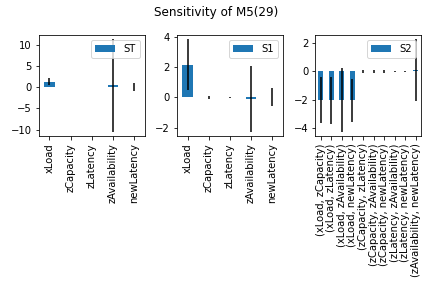 Sensitivity of M5(29)
ST
10
5
0
−5
−10
xLoad
zCapacity
zLatency
zAvailability
newLatency
S1
4
2
0
−2
xLoad
zCapacity
zLatency
zAvailability
newLatency
S2
2
0
−2
−4
(xLoad, zCapacity)
(xLoad, zLatency)
(xLoad, zAvailability)
(xLoad, newLatency)
(zCapacity, zLatency)
(zCapacity, zAvailability)
(zCapacity, newLatency)
(zLatency, zAvailability)
(zLatency, newLatency)
(zAvailability, newLatency)